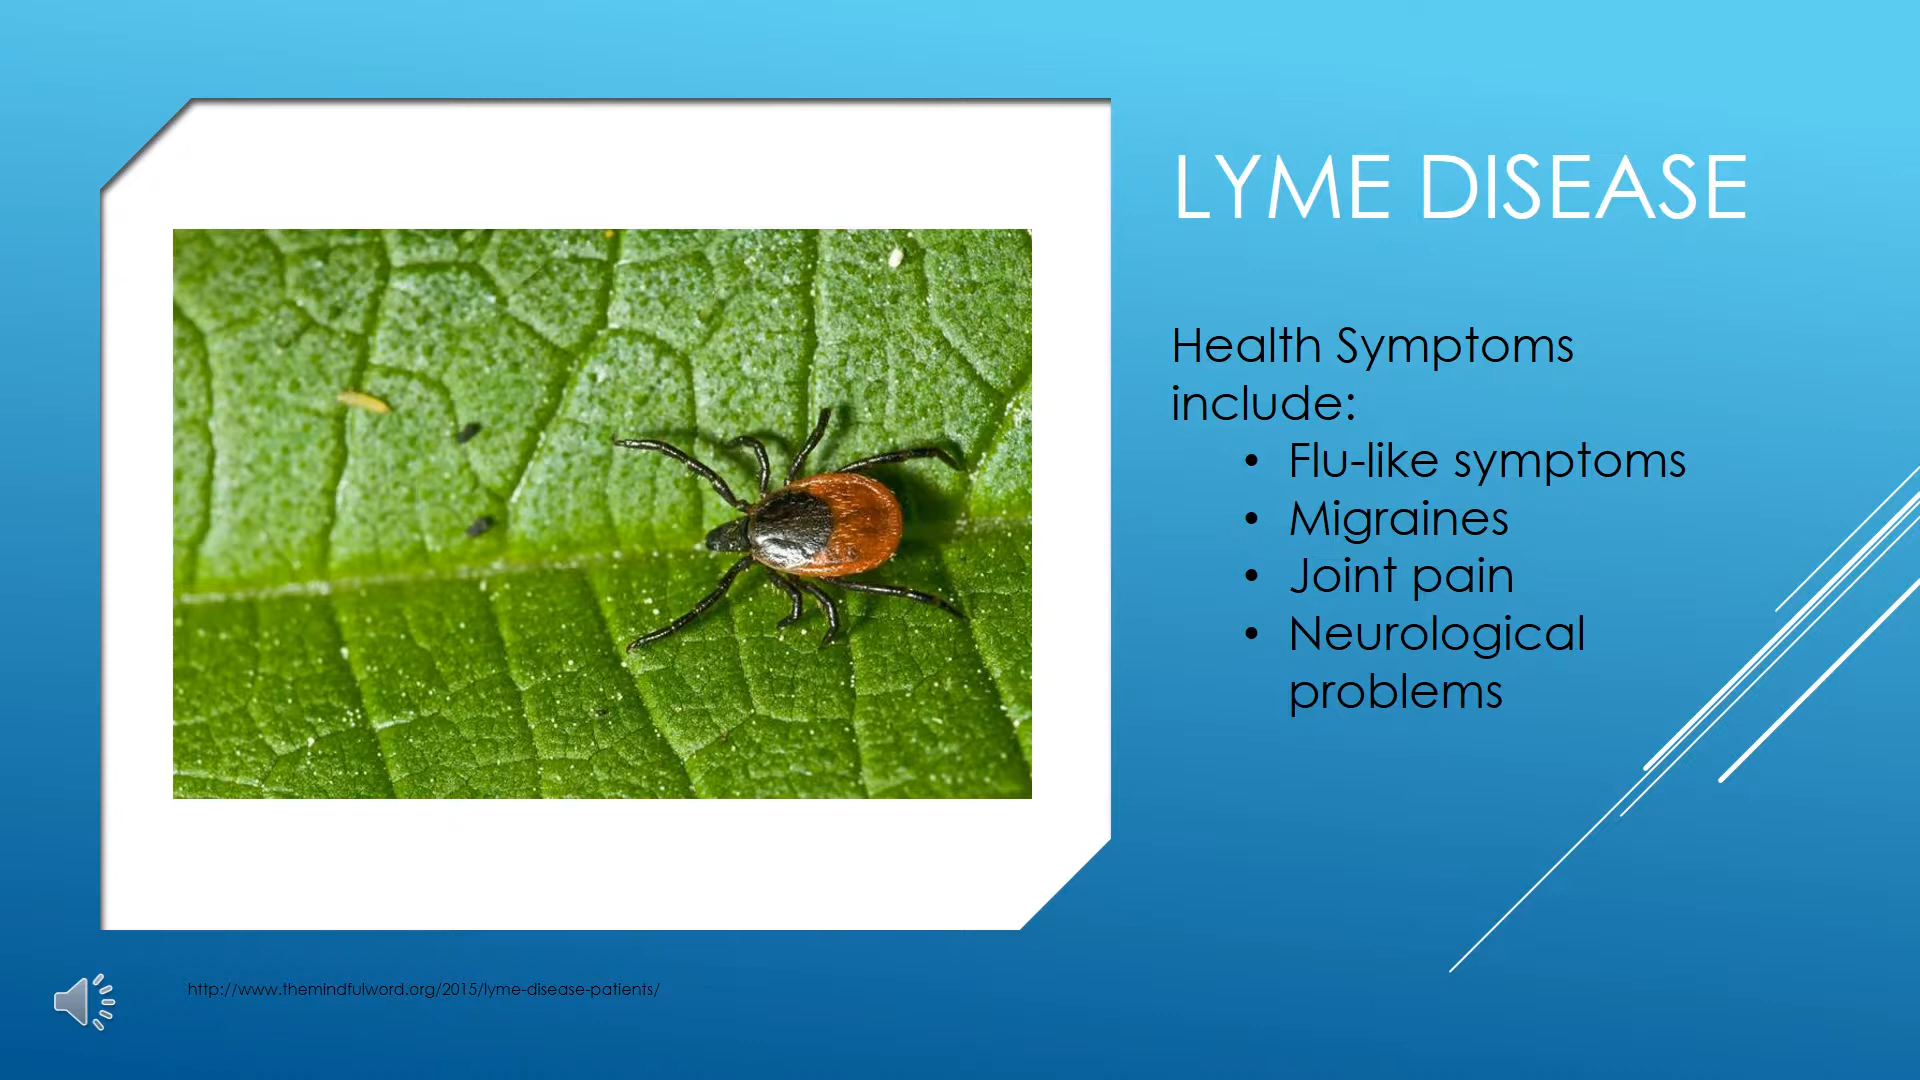 LYME DISEASE
Health Symptoms
include:
• Flu-like symptoms
• Migraines
• Joint pain
• Neurological
problems
http://www.themindfulword.org/2015/lyme-disease-patients/